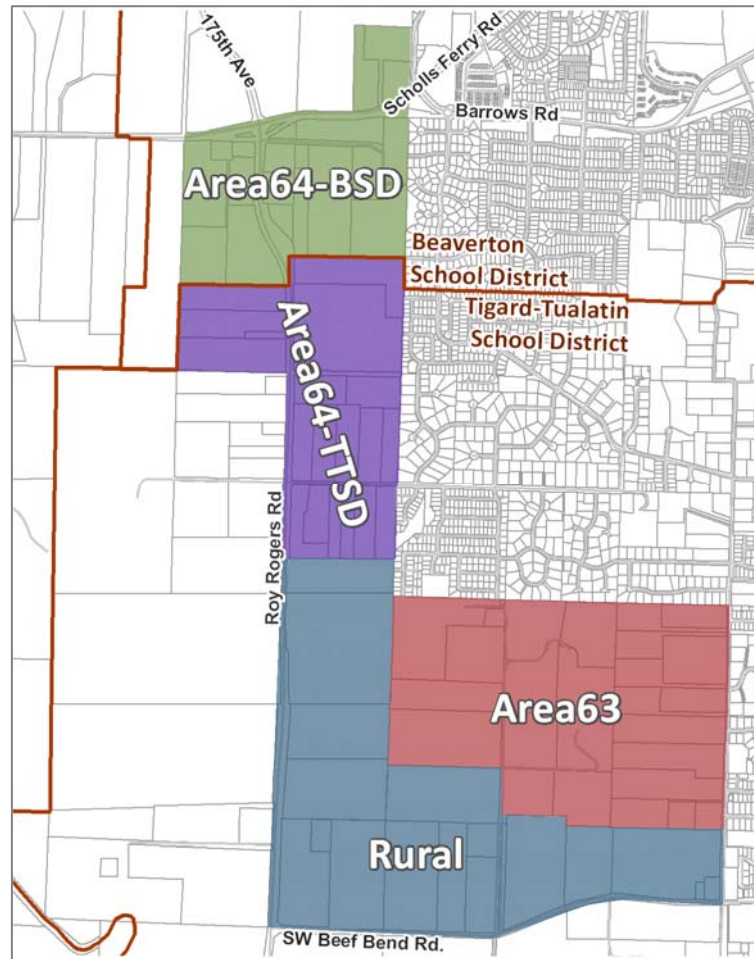 175th Ave
Scholls Ferry Rd
Barrows Rd
Area64-BSD
Beaverton
School District
Tigard-Tualatin
School District
Area64-TTSD
Roy Rogers Rd
Area63
Rural
SW Beef Bend Rd.